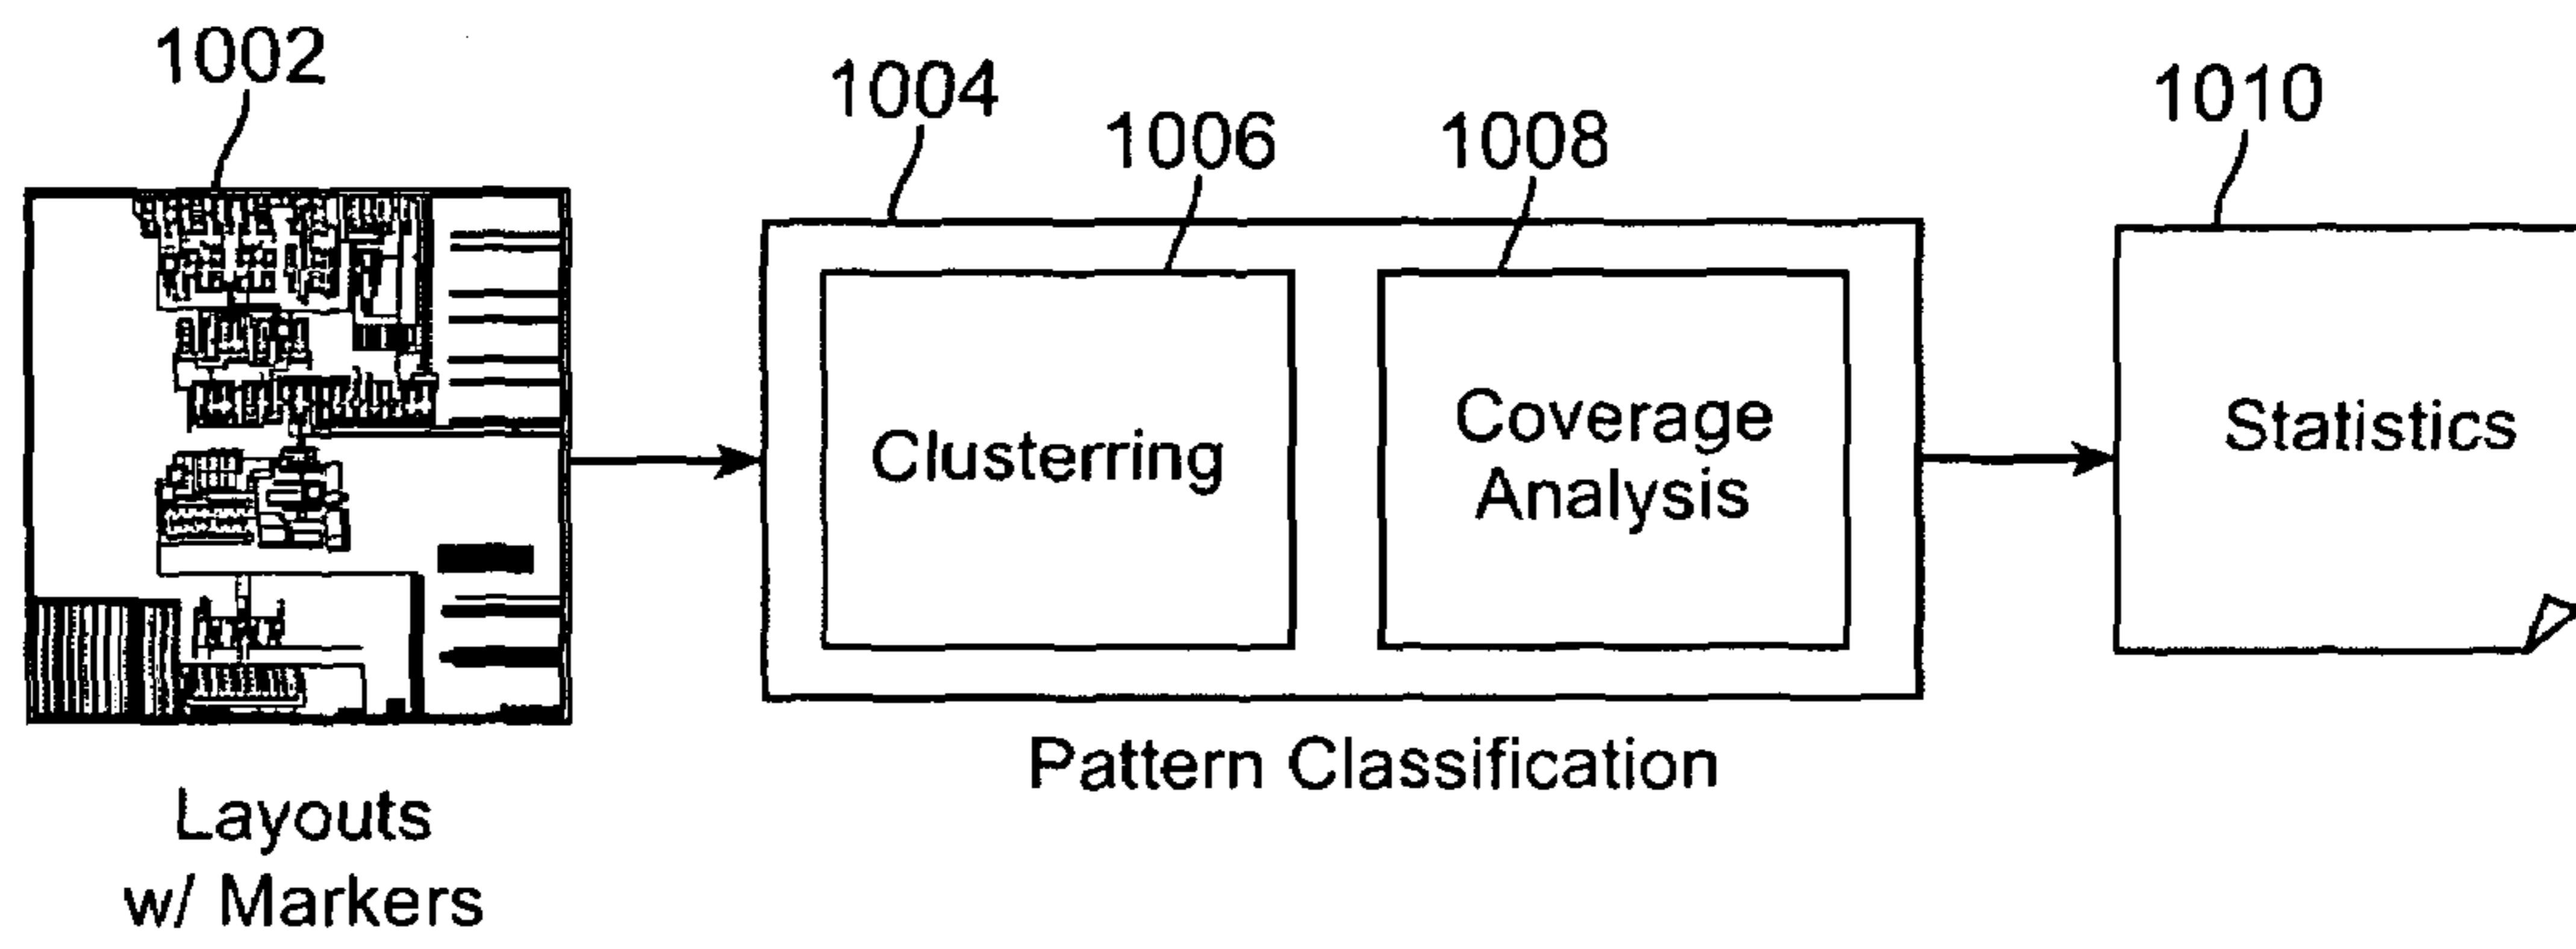 1002
1004
1006
1008
1010
Clusterring
Coverage
Analysis
Statistics
Pattern Classification
Layouts
w/ Markers